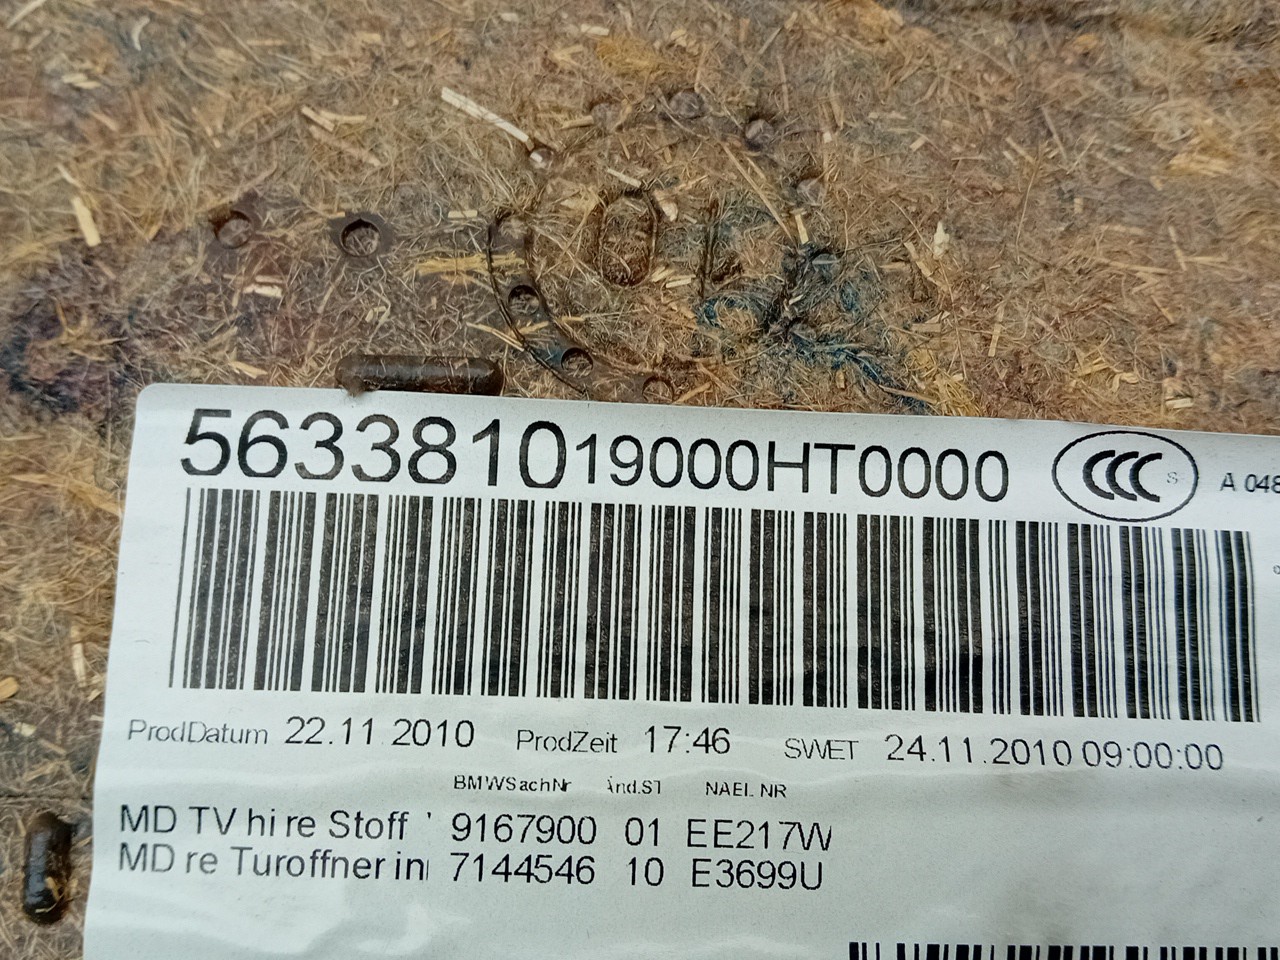 563381019000HT0000 CCC S A 048
ProdDatum 22.11.2010 ProdZeit 17:46 SWET 24.11.2010 09:00:00
BMWSachNr Änd.ST NAEL NR
MD TV hi re Stoff ' 9167900 01 EE217W
MD re Turoffner in 7144546 10 E3699U